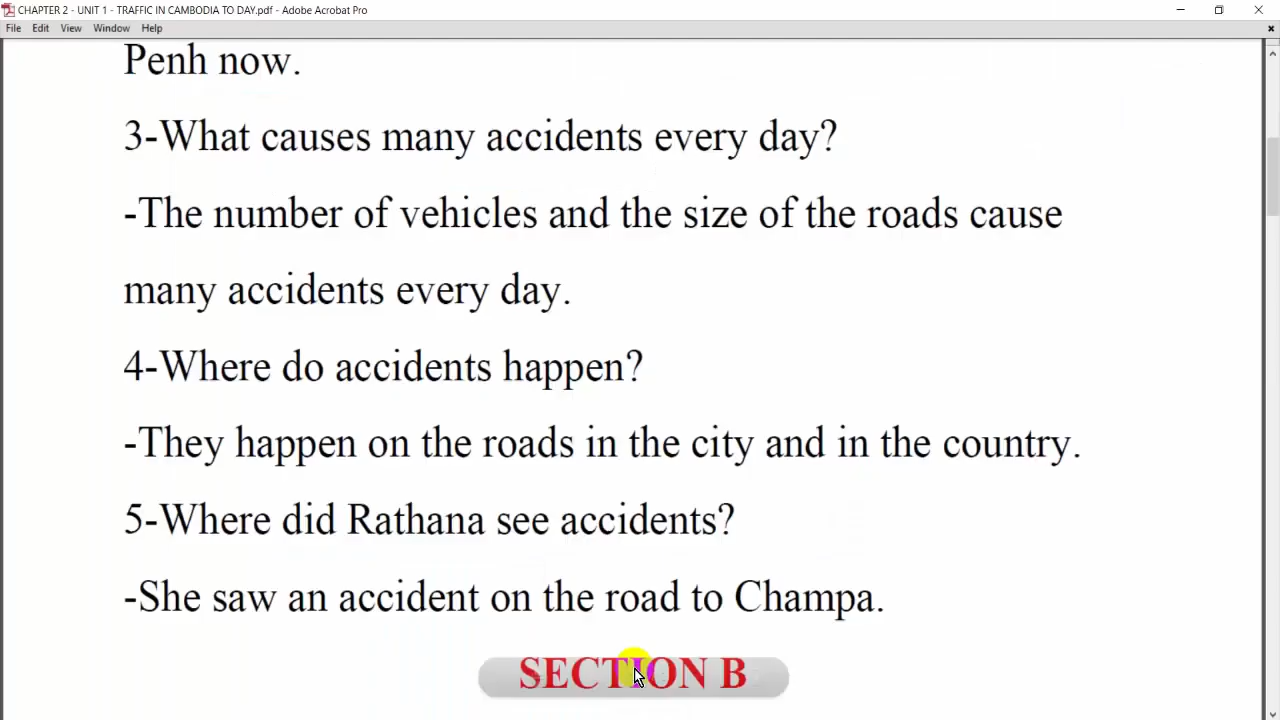 CHAPTER 2 - UNIT 1 - TRAFFIC IN CAMBODIA TO DAY.pdf - Adobe Acrobat Pro
File Edit View Window Help
Penh now.
3-What causes many accidents every day?
-The number of vehicles and the size of the roads cause
many accidents every day.
4-Where do accidents happen?
-They happen on the roads in the city and in the country.
5-Where did Rathana see accidents?
-She saw an accident on the road to Champa.
SECTION B